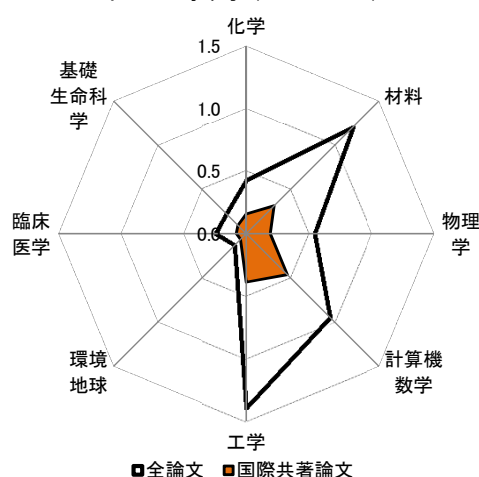 化学
1.5
1.0
0.5
0.0
材料
物理
学
計算機
数学
工学
環境
地球
臨床
医学
基礎
生命科
学
全論文 国際共著論文